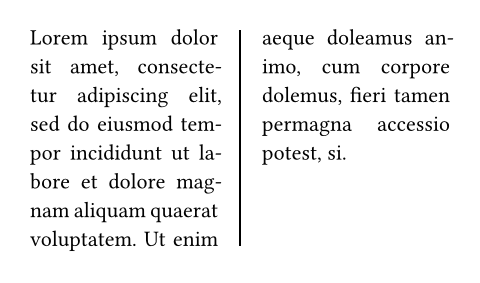 Lorem ipsum dolor
sit amet, consecte-
tur adipiscing elit,
sed do eiusmod tem-
por incididunt ut la-
bore et dolore mag-
nam aliquam quaerat
voluptatem. Ut enim
aeque doleamus an-
imo, cum corpore
dolemus, fieri tamen
permagna accessio
potest, si.